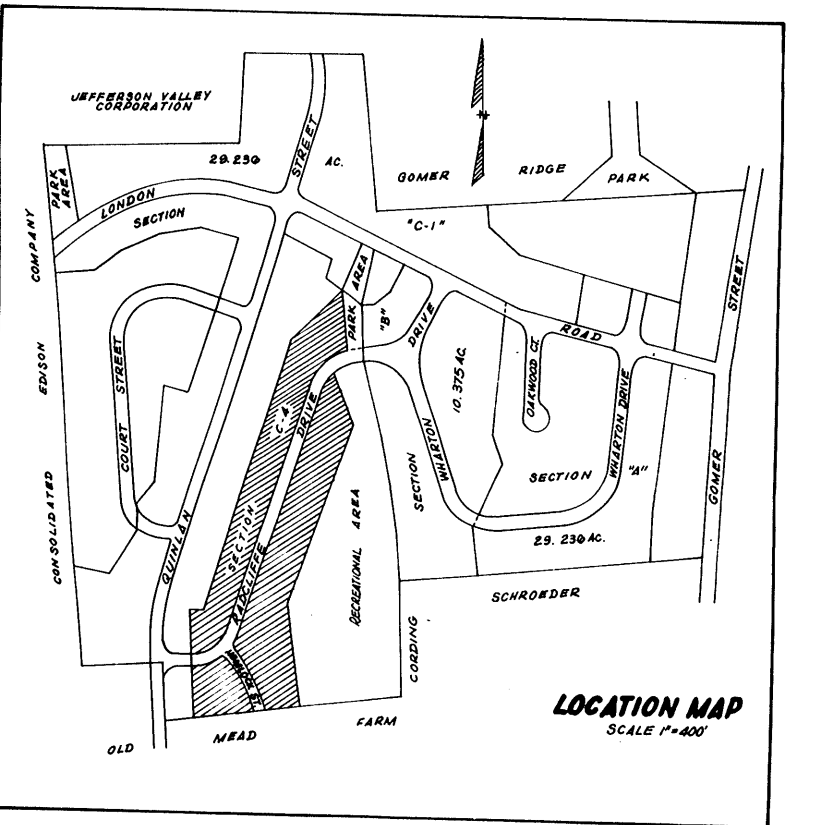 JEFFERSON VALLEY
CORPORATION
29.230
AC.
STREET
GOMER
RIDGE
PARK
PARK
AREA
LONDON
SECTION
"C-1"
COMPANY
EDISON
CONSOLIDATED
STREET
COURT
QUINLAN
PARK AREA
"B"
DRIVE
WHARTON
10.375 AC.
ROAD
OAKWOOD CT.
WHARTON DRIVE
"A"
SECTION
29.230 AC.
STREET
GOMER
C-4
SECTION
DRIVE
RADCLIFFE
RECREATIONAL AREA
SECTION
CORDING
SCHROEDER
OLD
MEAD
FARM
LOCATION MAP
SCALE 1"=400'